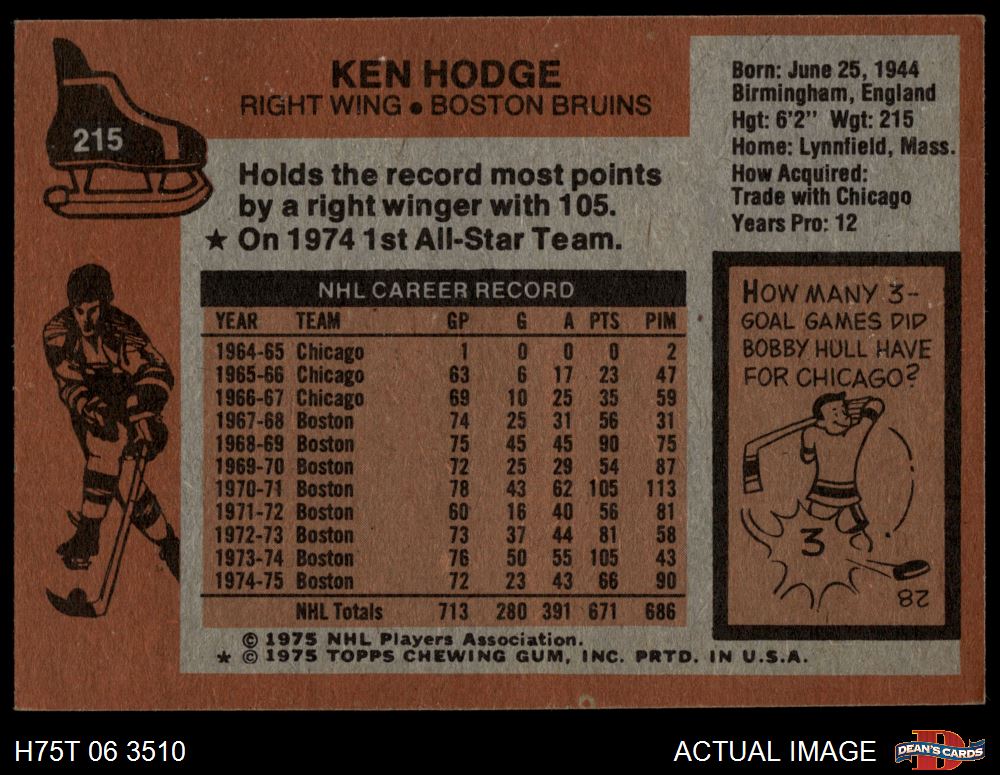 215
KEN HODGE
RIGHT WING • BOSTON BRUINS
Born: June 25, 1944
Birmingham, England
Hgt: 6'2" Wgt: 215
Home: Lynnfield, Mass.
How Acquired:
Trade with Chicago
Years Pro: 12
Holds the record most points
by a right winger with 105.
★ On 1974 1st All-Star Team.
NHL CAREER RECORD
YEAR TEAM GP G A PTS PIM
1964-65 Chicago 1 0 0 0 2
1965-66 Chicago 63 6 17 23 47
1966-67 Chicago 69 10 25 35 59
1967-68 Boston 74 25 31 56 31
1968-69 Boston 75 45 45 90 75
1969-70 Boston 72 25 29 54 87
1970-71 Boston 78 43 62 105 113
1971-72 Boston 60 16 40 56 81
1972-73 Boston 73 37 44 81 58
1973-74 Boston 76 50 55 105 43
1974-75 Boston 72 23 43 66 90
NHL Totals 713 280 391 671 686
© 1975 NHL Players Association.
★ © 1975 TOPPS CHEWING GUM, INC. PRTD. IN U.S.A.
HOW MANY 3-
GOAL GAMES DID
BOBBY HULL HAVE
FOR CHICAGO?
3
28
H75T 06 3510
ACTUAL IMAGE
D
DEAN'S CARDS